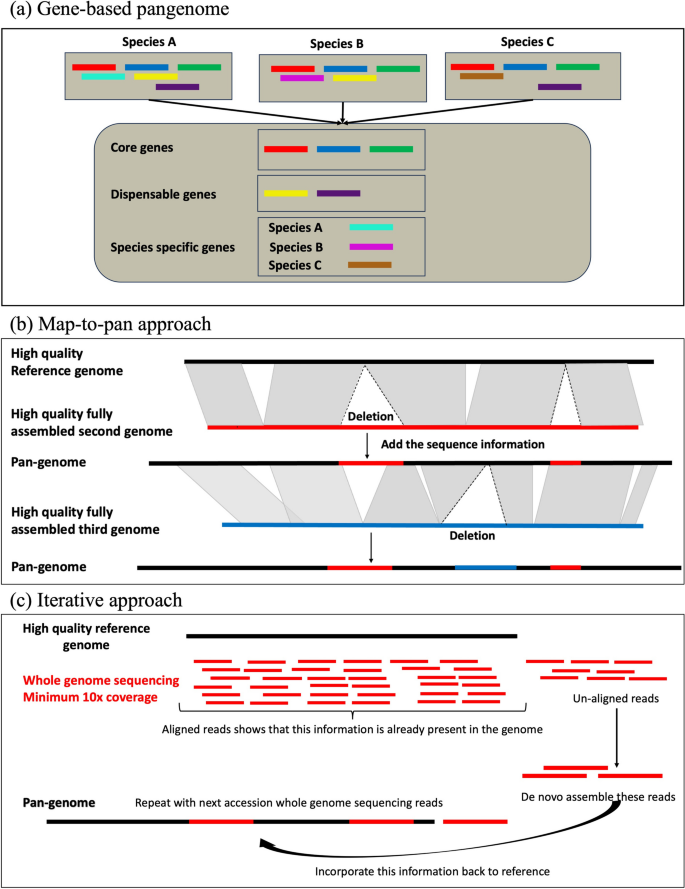 (a) Gene-based pangenome
Species A
Species B
Species C
Core genes
Dispensable genes
Species specific genes
Species A
Species B
Species C
(b) Map-to-pan approach
High quality
Reference genome
High quality fully
assembled second genome
Deletion
Add the sequence information
Pan-genome
High quality fully
assembled third genome
Deletion
Pan-genome
(c) Iterative approach
High quality reference
genome
Whole genome sequencing
Minimum 10x coverage
Un-aligned reads
Aligned reads shows that this information is already present in the genome
De novo assemble these reads
Pan-genome
Repeat with next accession whole genome sequencing reads
Incorporate this information back to reference